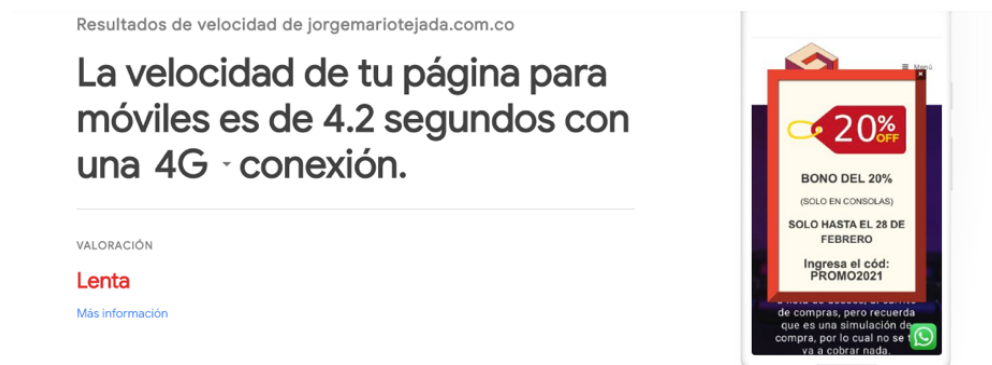 Resultados de velocidad de jorgemariotejada.com.co
La velocidad de tu página para
móviles es de 4.2 segundos con
una 4G conexión.
VALORACIÓN
Lenta
Más información
Menú
20%
OFF
BONO DEL 20%
(SOLO EN CONSOLAS)
SOLO HASTA EL 28 DE
FEBRERO
Ingresa el cód:
PROMO2021
de compras, pero recuerda
que es una simulación de
compra, por lo cual no se
va a cobrar nada.